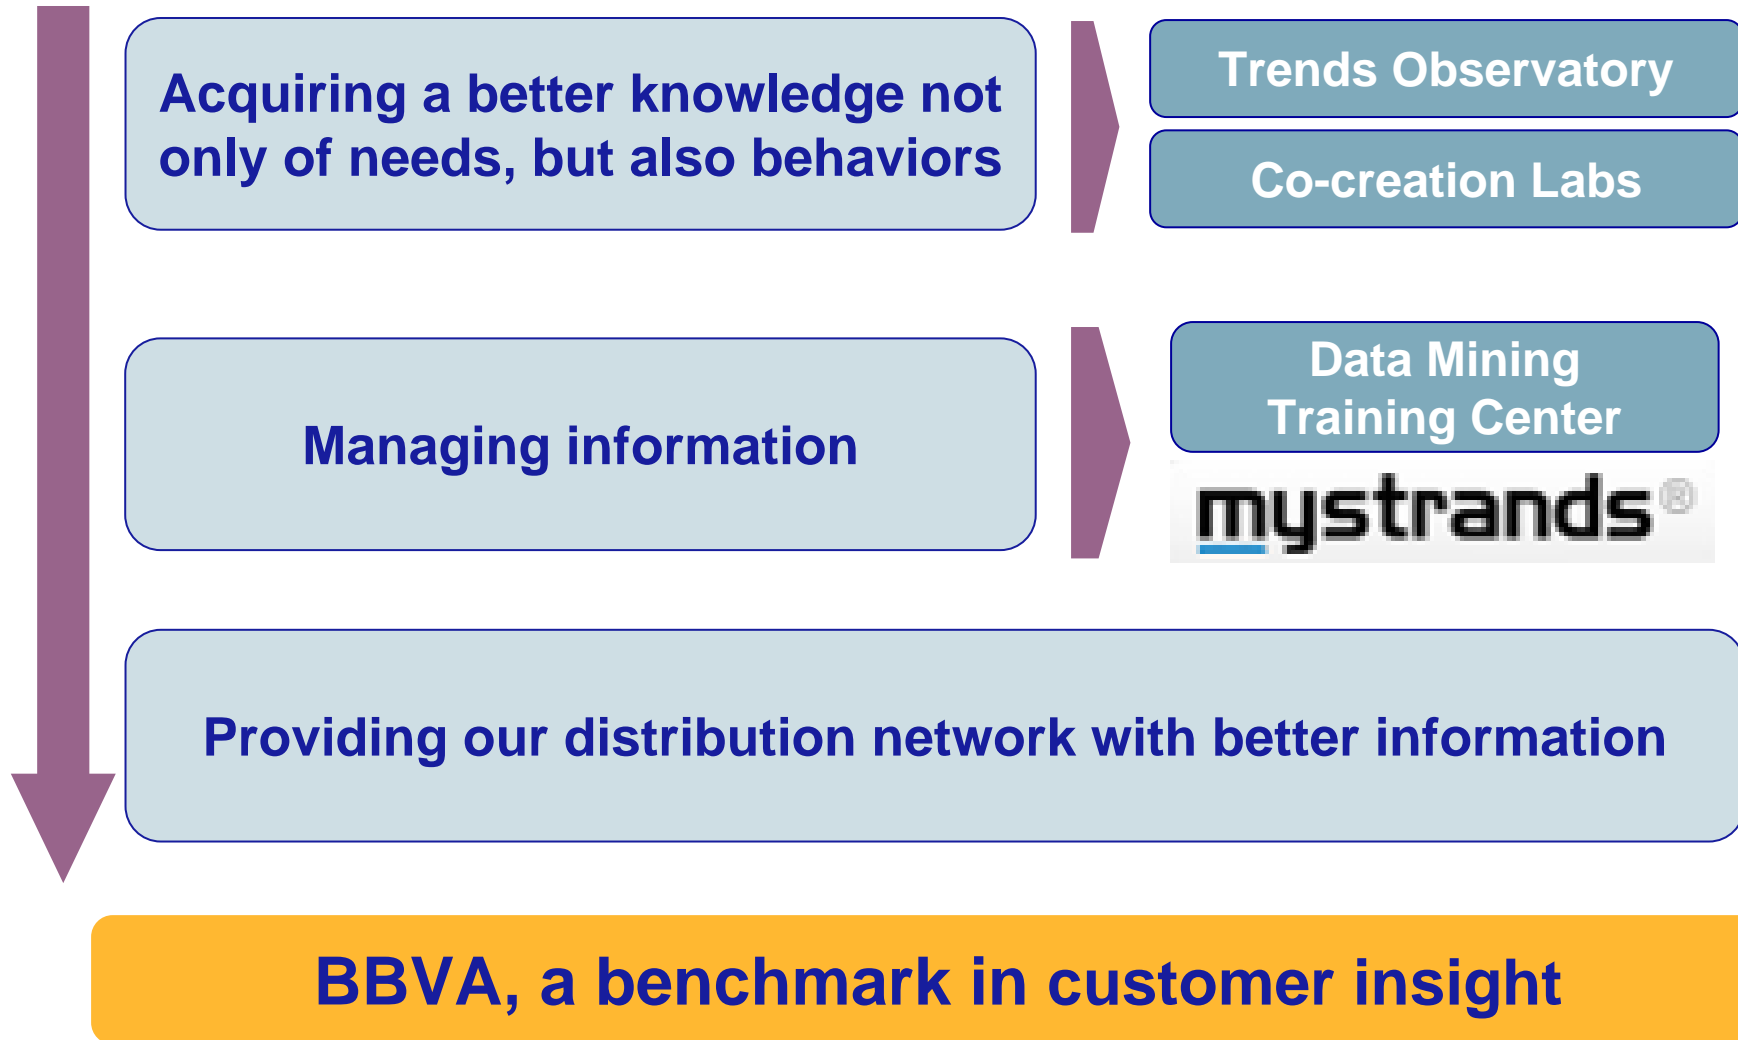 Acquiring a better knowledge not
only of needs, but also behaviors
Trends Observatory
Co-creation Labs
Managing information
Data Mining
Training Center
mystrands®
Providing our distribution network with better information
BBVA, a benchmark in customer insight